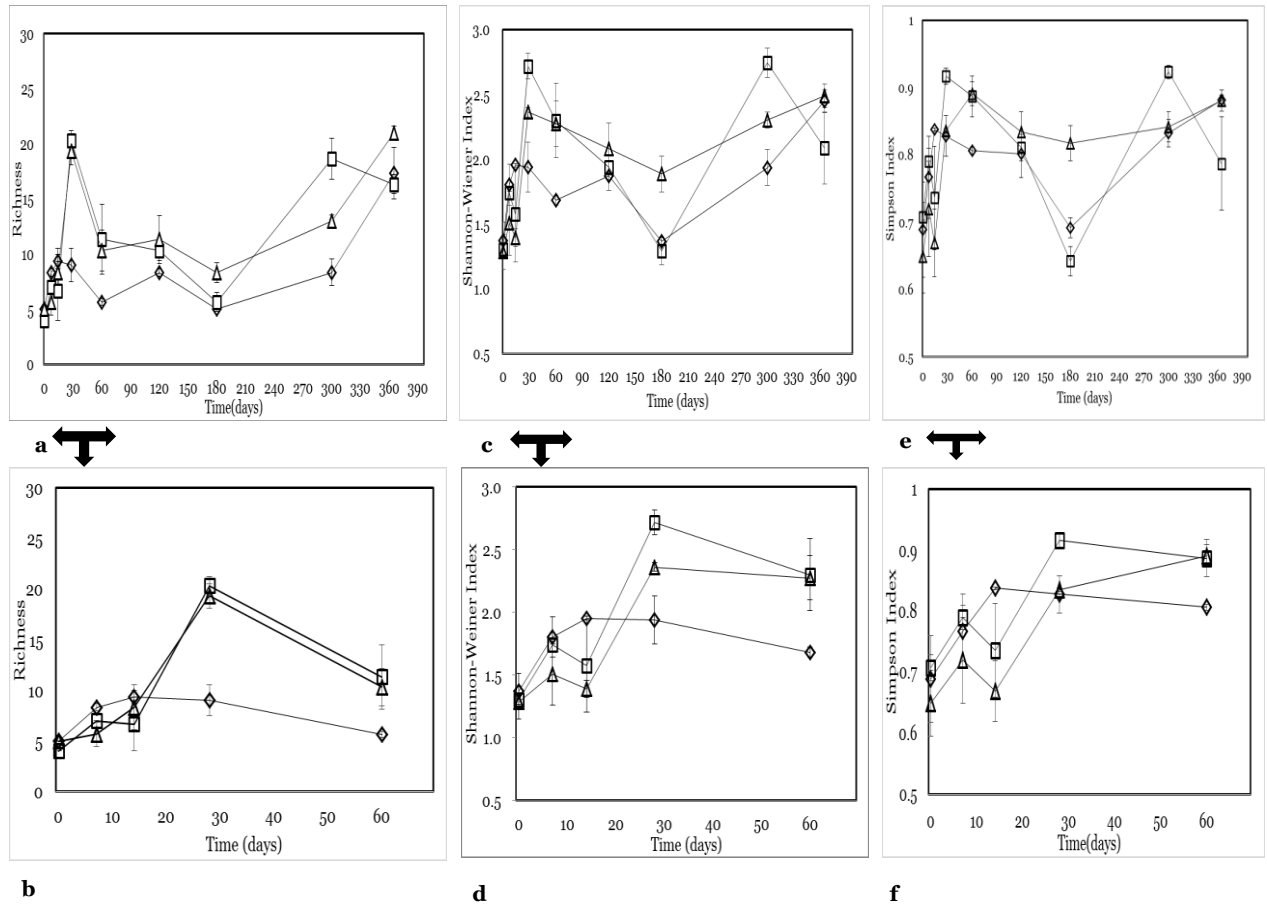 30
25
20
15
10
5
0
Richness
0 30 60 90 120 150 180 210 240 270 300 330 360 390
Time(days)
a
3.0
2.5
2.0
1.5
1.0
0.5
Shannon-Wiener Index
0 30 60 90 120 150 180 210 240 270 300 330 360 390
Time (days)
c
1
0.9
0.8
0.7
0.6
0.5
Simpson Index
0 30 60 90 120 150 180 210 240 270 300 330 360 390
Time (days)
e
30
25
20
15
10
5
0
Richness
0 10 20 30 40 50 60
Time (days)
b
3.0
2.5
2.0
1.5
1.0
0.5
Shannon-Weiner Index
0 10 20 30 40 50 60
Time (days)
d
1
0.9
0.8
0.7
0.6
0.5
Simpson Index
0 10 20 30 40 50 60
Time(days)
f